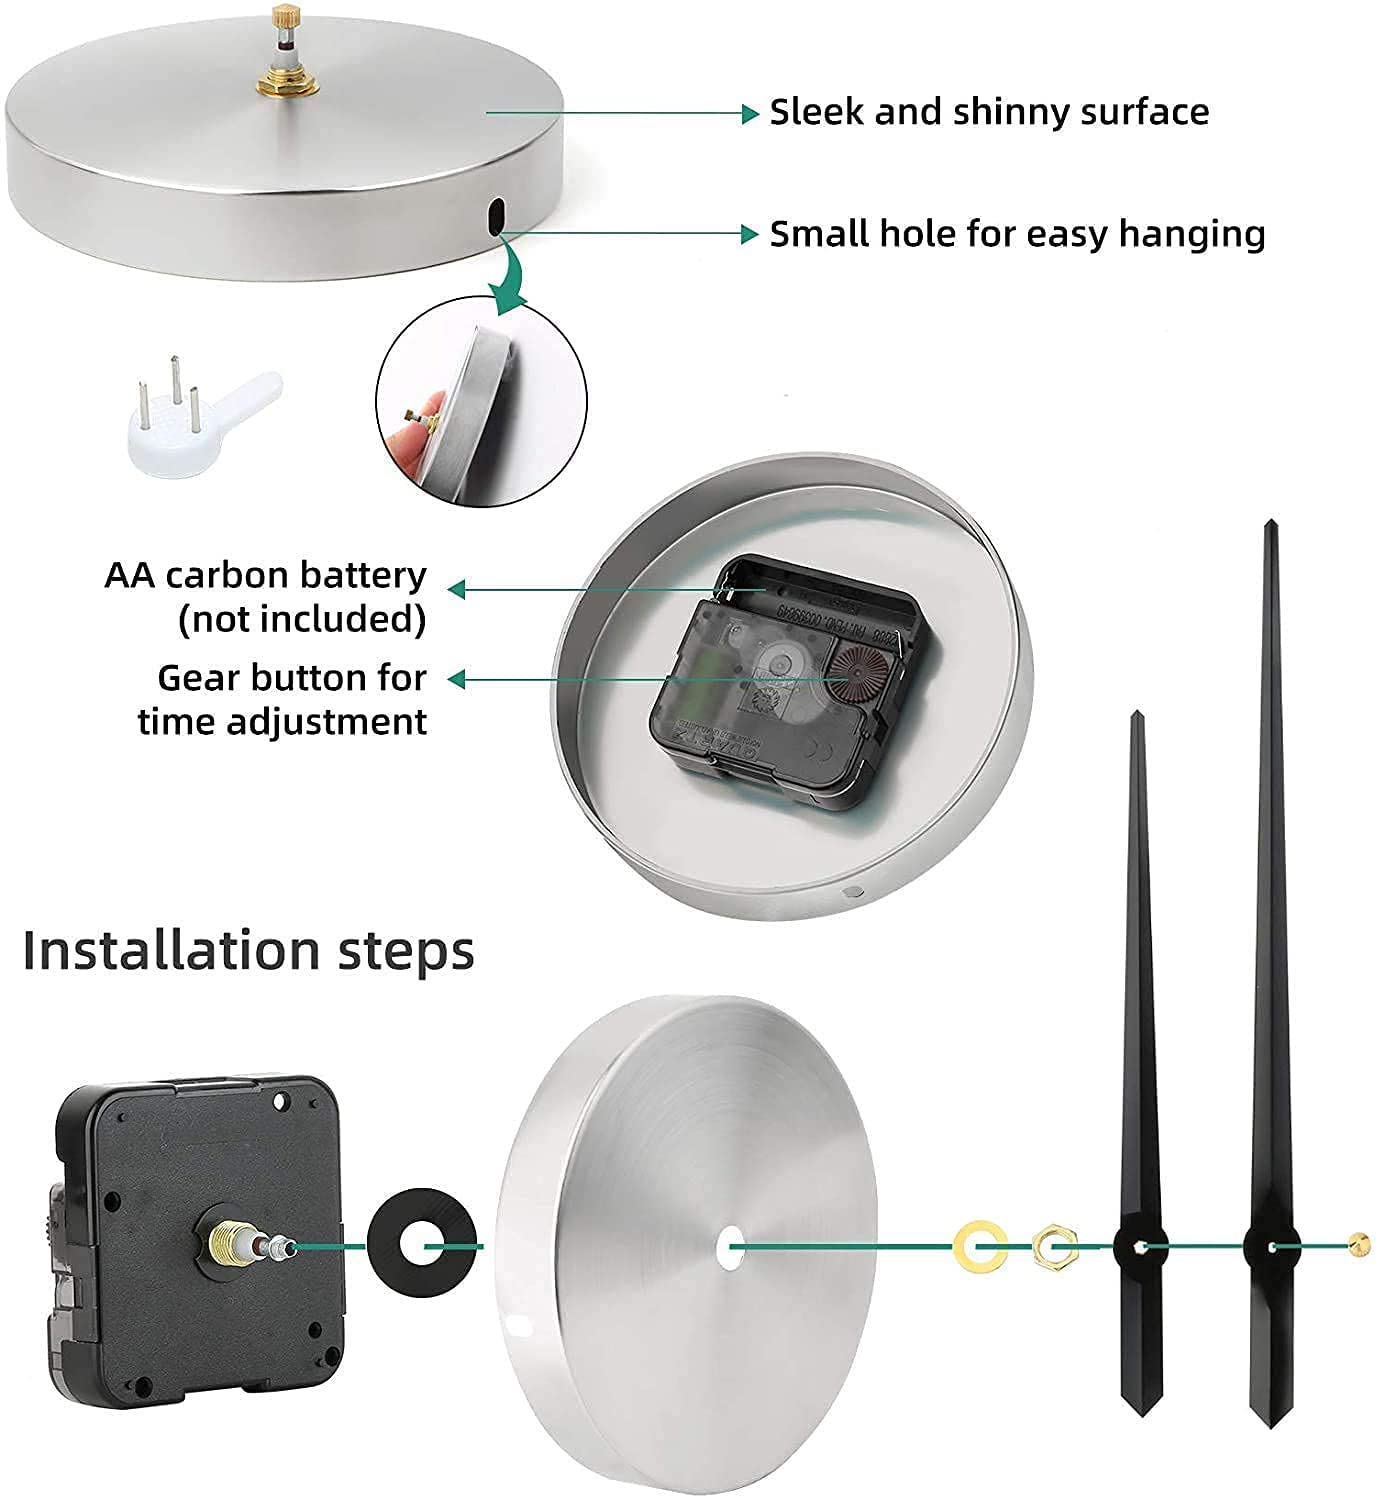 Sleek and shinny surface
Small hole for easy hanging
AA carbon battery
(not included)
Gear button for
time adjustment
Installation steps